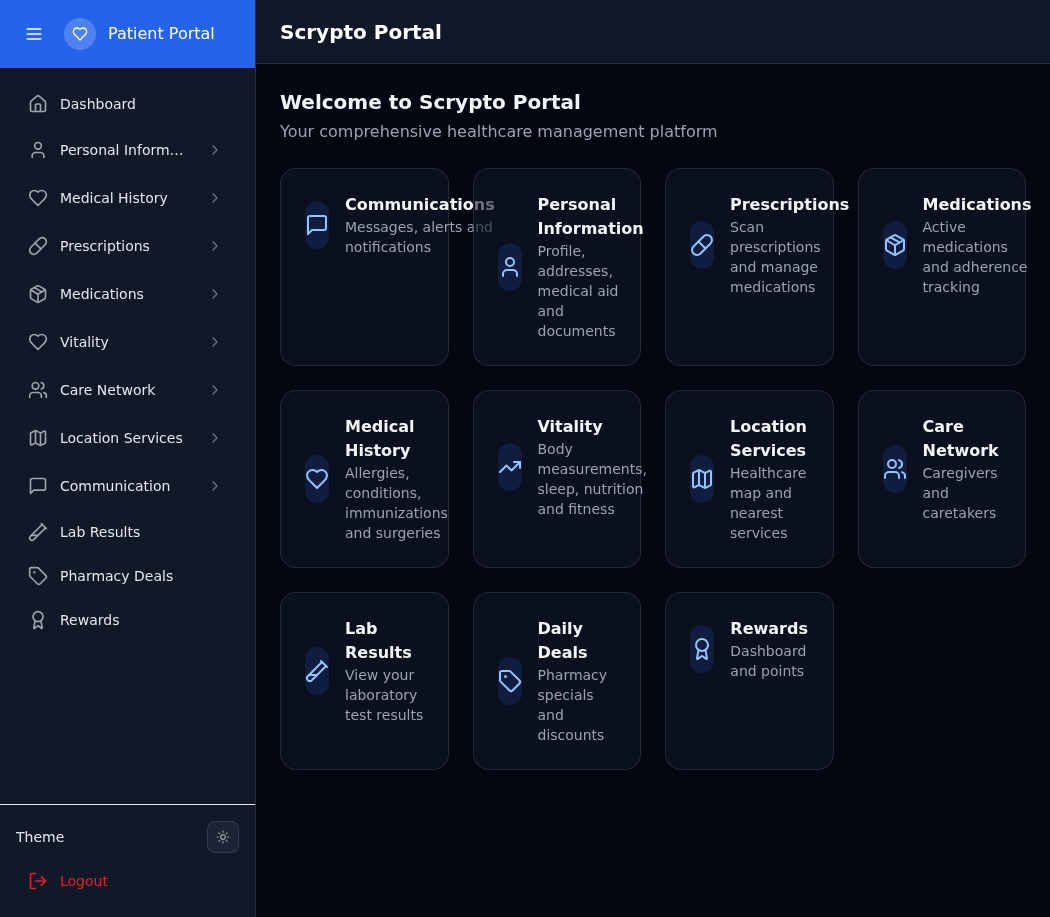 Patient Portal
Dashboard
Personal Inform...
Medical History
Prescriptions
Medications
Vitality
Care Network
Location Services
Communication
Lab Results
Pharmacy Deals
Rewards
Theme
Logout
Scrypto Portal
Welcome to Scrypto Portal
Your comprehensive healthcare management platform
Communications
Messages, alerts and
notifications
Personal
Information
Profile,
addresses,
medical aid
and
documents
Prescriptions
Scan
prescriptions
and manage
medications
Medications
Active
medications
and adherence
tracking
Medical
History
Allergies,
conditions,
immunizations
and surgeries
Vitality
Body
measurements,
sleep, nutrition
and fitness
Location
Services
Healthcare
map and
nearest
services
Care
Network
Caregivers
and
caretakers
Lab
Results
View your
laboratory
test results
Daily
Deals
Pharmacy
specials
and
discounts
Rewards
Dashboard
and points